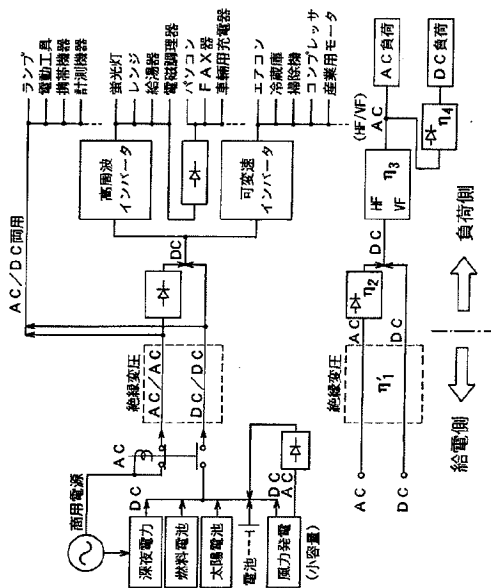 商用電源
深夜電力
燃料電池
太陽電池
電池
風力発電
(小容量)
AC
DC
DC
AC
絶縁変圧
AC/AC
DC/DC
AC/DC両用
DC
高周波
インバータ
可変速
インバータ
ランプ
電動工具
携帯機器
計測機器
蛍光灯
レンジ
給湯器
電磁調理器
パソコン
FAX器
車輛用充電器
エアコン
冷蔵庫
掃除機
コンプレッサ
産業用モータ
AC
DC
絶縁変圧
η₁'
AC
DC
η₂
DC
HF
VF
η₃
(HF/VF)
AC
AC負荷
η₄
DC負荷
給電側
負荷側